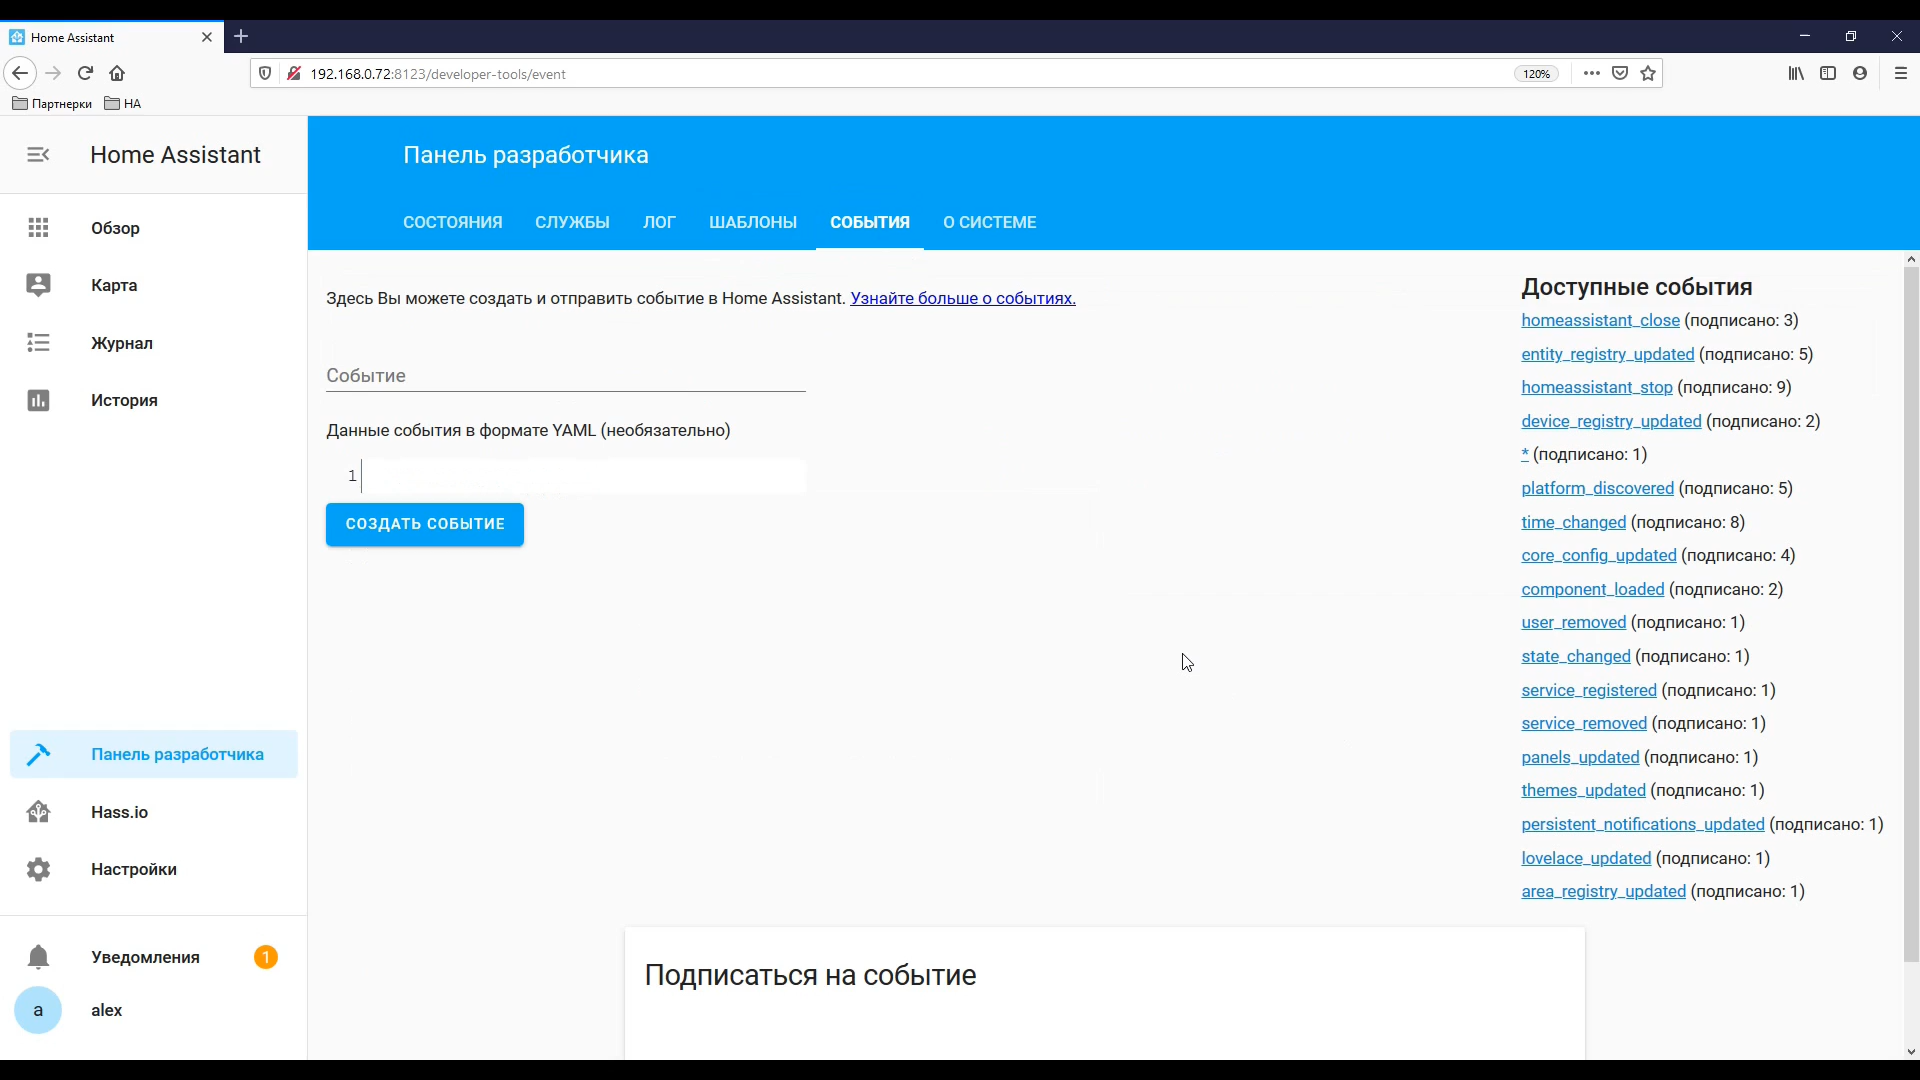 Home Assistant
192.168.0.72:8123/developer-tools/event
120%
Партнерки
HA
Home Assistant
Обзор
Карта
Журнал
История
Панель разработчика
Hass.io
Настройки
Уведомления
1
a
alex
Панель разработчика
СОСТОЯНИЯ СЛУЖБЫ ЛОГ ШАБЛОНЫ СОБЫТИЯ О СИСТЕМЕ
Здесь Вы можете создать и отправить событие в Home Assistant. Узнайте больше о событиях.
Событие
Данные события в формате YAML (необязательно)
1
СОЗДАТЬ СОБЫТИЕ
Доступные события
homeassistant_close (подписано: 3)
entity_registry_updated (подписано: 5)
homeassistant_stop (подписано: 9)
device_registry_updated (подписано: 2)
* (подписано: 1)
platform_discovered (подписано: 5)
time_changed (подписано: 8)
core_config_updated (подписано: 4)
component_loaded (подписано: 2)
user_removed (подписано: 1)
state_changed (подписано: 1)
service_registered (подписано: 1)
service_removed (подписано: 1)
panels_updated (подписано: 1)
themes_updated (подписано: 1)
persistent_notifications_updated (подписано: 1)
lovelace_updated (подписано: 1)
area_registry_updated (подписано: 1)
Подписаться на событие